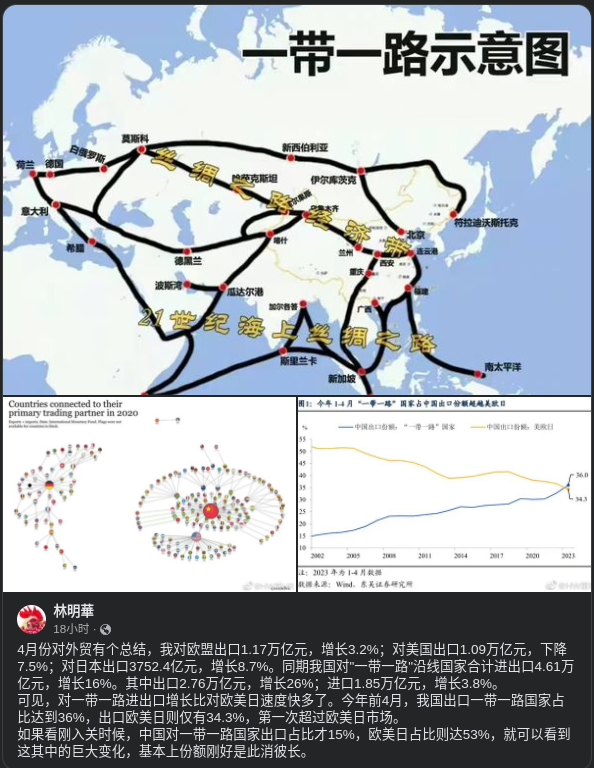 一带一路示意图
莫斯科
新西伯利亚
白俄罗斯
荷兰
德国
哈萨克斯坦
伊尔库茨克
丝绸之路经济带
意大利
符拉迪沃斯托克
北京
希腊
喀什
兰州
连云港
德黑兰
西安
重庆
波斯湾
瓜达尔港
福建
加尔各答
广西
21世纪海上丝绸之路
斯里兰卡
南太平洋
新加坡
Countries connected to their
primary trading partner in 2020
图1：今年 1-4 月“一带一路”国家占中国出口份额超越美欧日
%
中国出口份额：“一带一路”国家
中国出口份额：美欧日
55
50
45
40
35
30
25
20
15
10
36.0
34.3
2002
2005
2008
2011
2014
2017
2020
2023
注：2023 年为 1-4 月数据
数据来源：Wind，东吴证券研究所
林明華
18小时 ·
4月份对外贸有个总结，我对欧盟出口1.17万亿元，增长3.2%；对美国出口1.09万亿元，下降
7.5%；对日本出口3752.4亿元，增长8.7%。同期我国对"一带一路"沿线国家合计进出口4.61万
亿元，增长16%。其中出口2.76万亿元，增长26%；进口1.85万亿元，增长3.8%。
可见，对一带一路进出口增长比对欧美日速度快多了。今年前4月，我国出口一带一路国家占
比达到36%，出口欧美日则仅有34.3%，第一次超过欧美日市场。
如果看刚入关时候，中国对一带一路国家出口占比才15%，欧美日占比则达53%，就可以看到
这其中的巨大变化，基本上份额刚好是此消彼长。